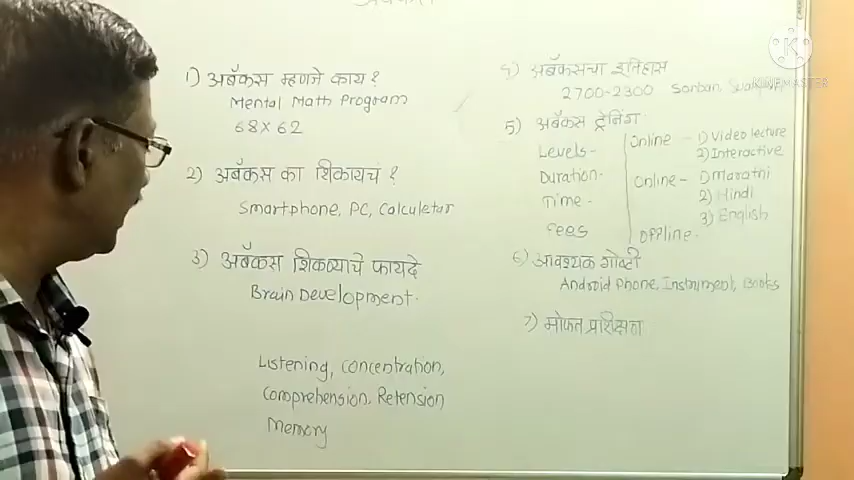 1) अबॅकस म्हणजे काय?
Mental Math Program
68 x 62
2) अबॅकस का शिकायचं?
Smartphone, PC, Calculetar
3) अबॅकस शिकण्याचे फायदे
Brain Development.
Listening, concentration,
Comprehension, Retension
Memory
4) अबॅकसचा इतिहास
2700-2300
5) अबॅकस ट्रेनिंग.
Levels-
Duration-
Time -
Fees
Online - 1) Video lecture
2) Interactive
Online - 1) Marathi
2) Hindi
3) English
Offline.
6) आवश्यक गोष्टी
Android Phone, Instrument, Books
7) मोफत प्रशिक्षण
KINEMASTER